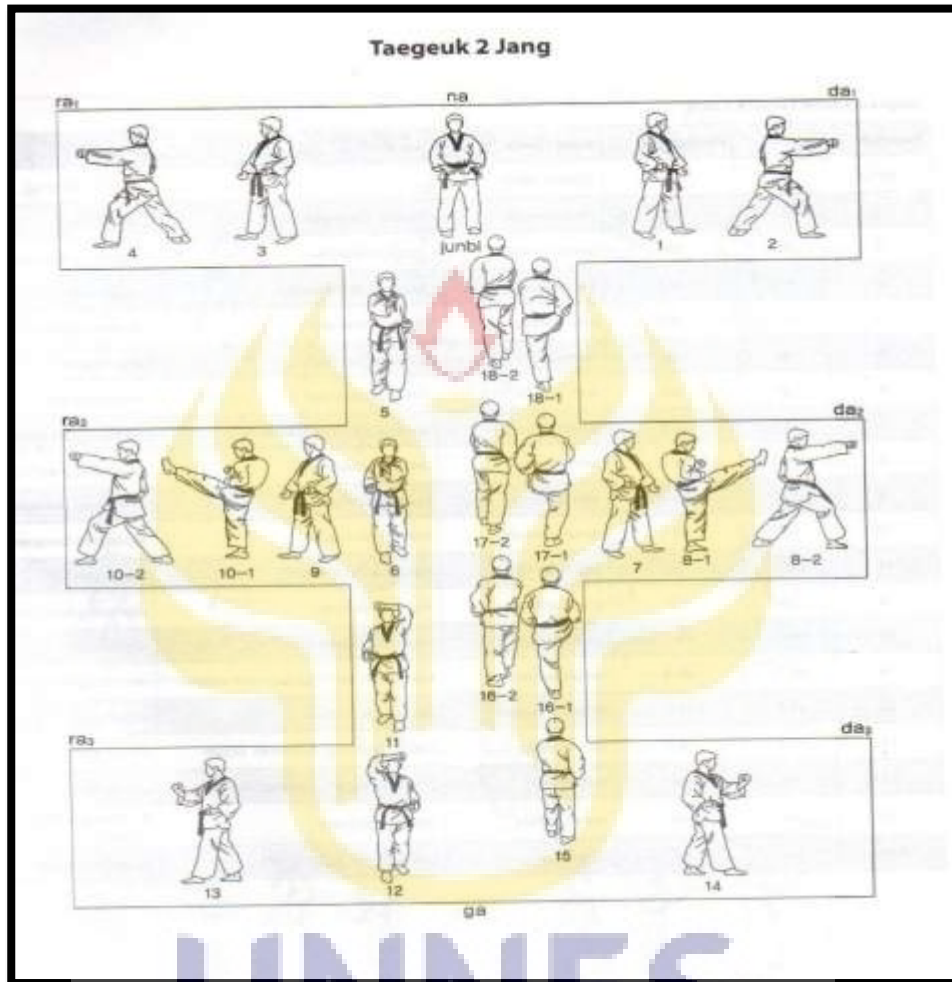 Taegeuk 2 Jang
ra₁ na da₁
4 3 junbi 1 2
5 18-2 18-1
ra₂ da₂
10-2 10-1 9 6 17-2 17-1 7 8-1 8-2
11 16-2 16-1
ra₃ da₃
13 12 15 14
ga
UNNES